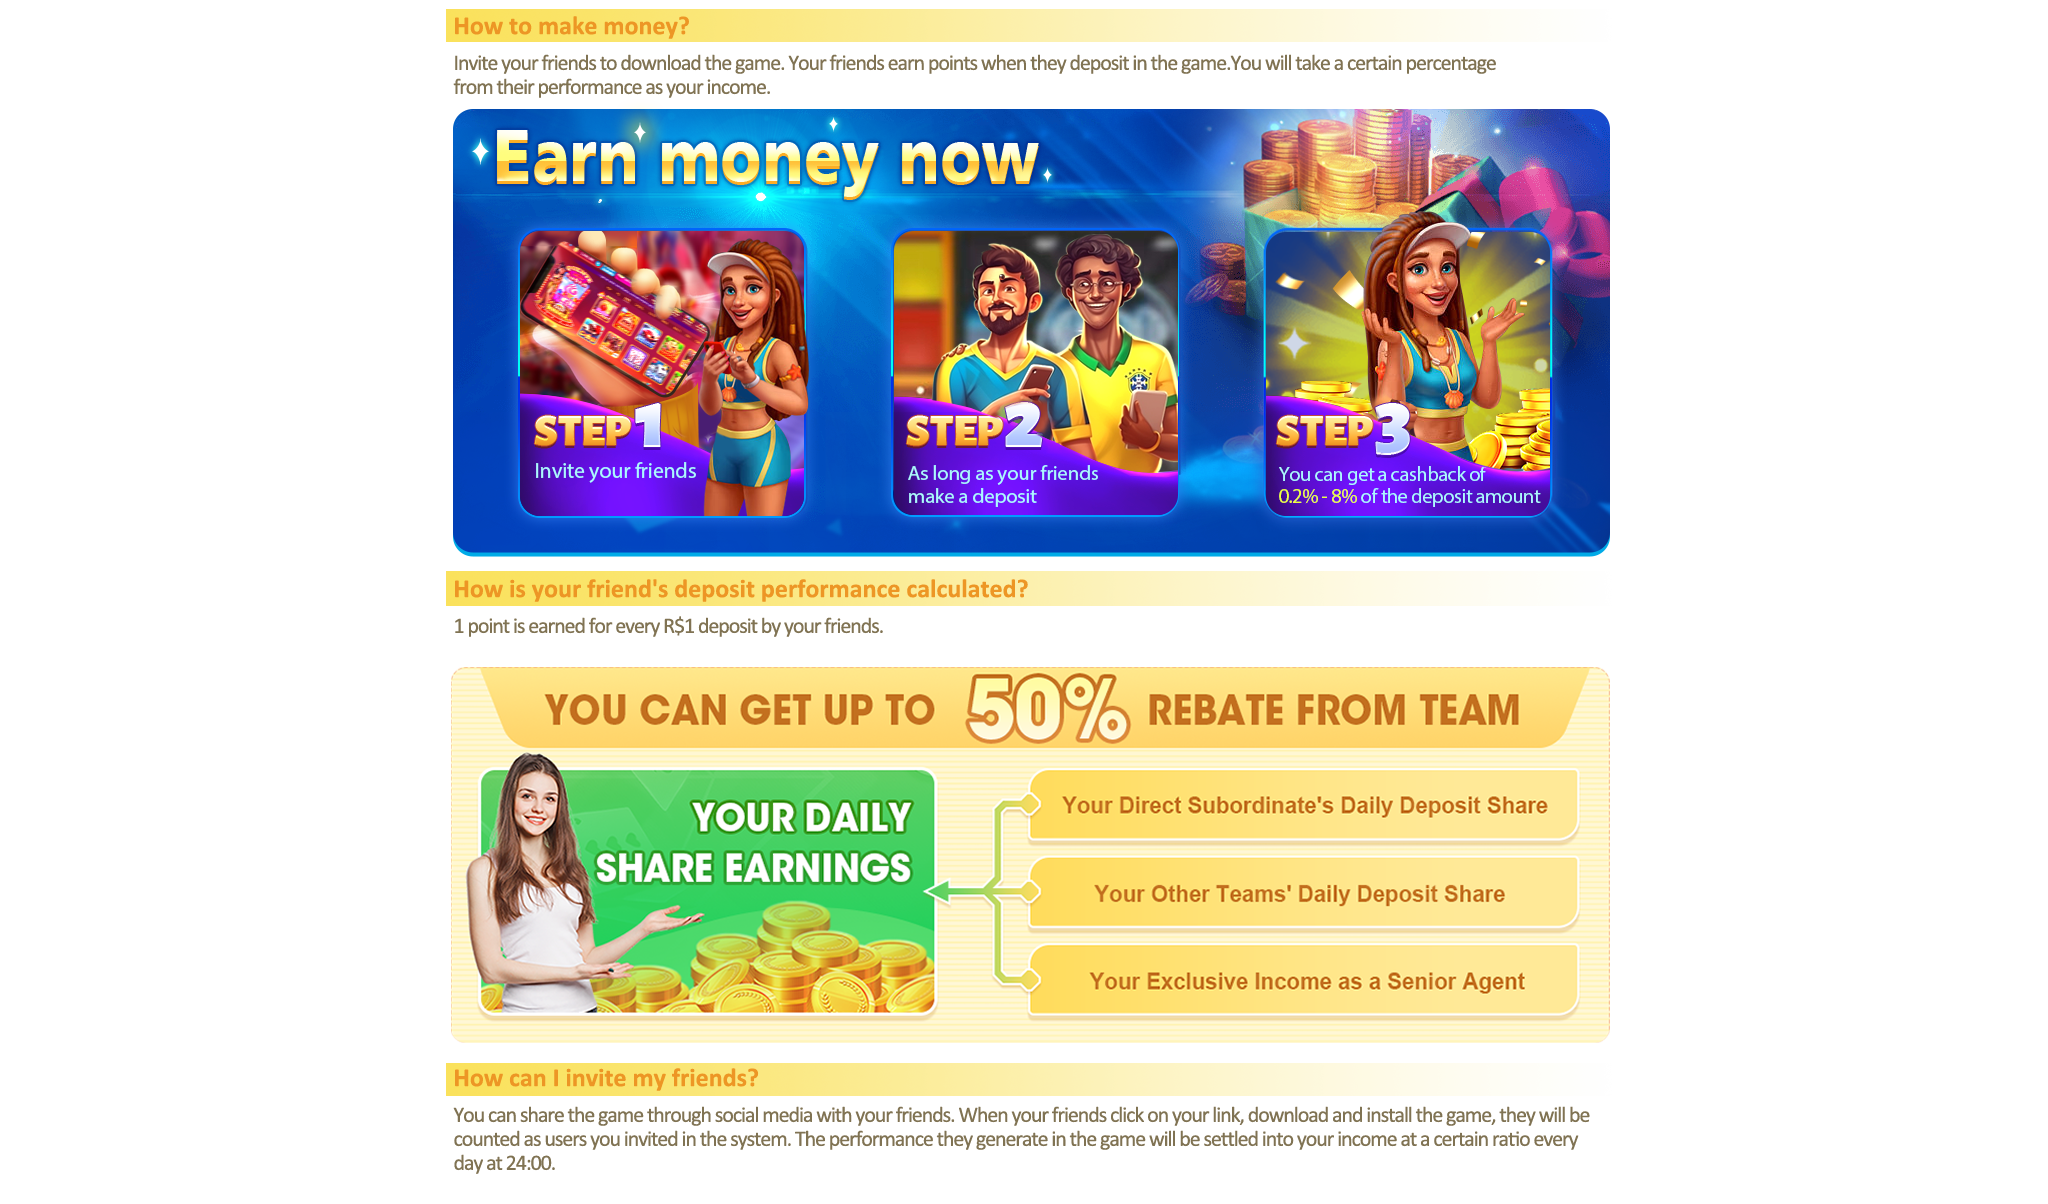 How to make money?
Invite your friends to download the game. Your friends earn points when they deposit in the game.You will take a certain percentage
from their performance as your income.
Earn money now
STEP1
Invite your friends
STEP2
As long as your friends
make a deposit
STEP3
You can get a cashback of
0.2% - 8% of the deposit amount
How is your friend's deposit performance calculated?
1 point is earned for every R$1 deposit by your friends.
YOU CAN GET UP TO 50% REBATE FROM TEAM
YOUR DAILY
SHARE EARNINGS
Your Direct Subordinate's Daily Deposit Share
Your Other Teams' Daily Deposit Share
Your Exclusive Income as a Senior Agent
How can I invite my friends?
You can share the game through social media with your friends. When your friends click on your link, download and install the game, they will be
counted as users you invited in the system. The performance they generate in the game will be settled into your income at a certain ratio every
day at 24:00.